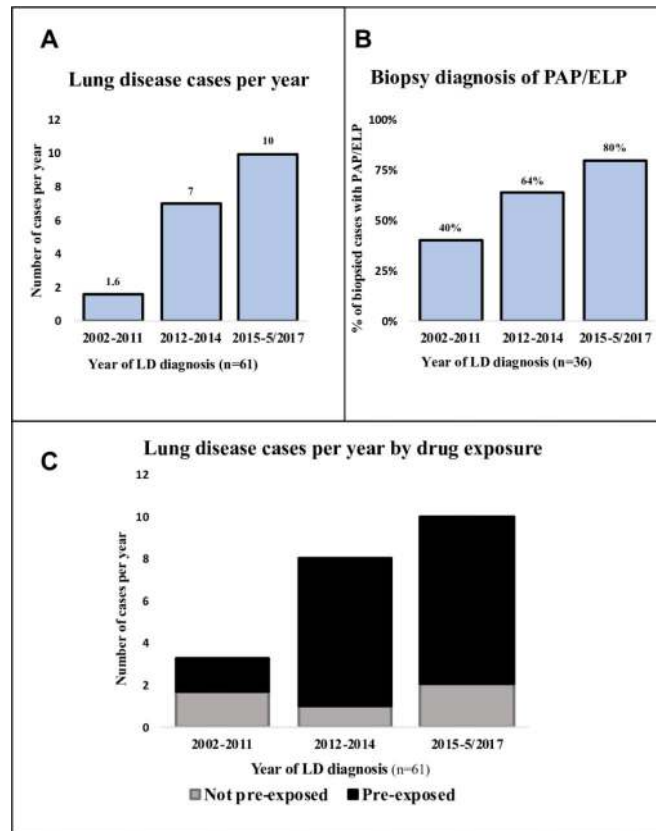 A
Lung disease cases per year
Number of cases per year
12
10
8
6
4
2
0
1.6
7
10
2002-2011
2012-2014
2015-5/2017
Year of LD diagnosis (n=61)
B
Biopsy diagnosis of PAP/ELP
% of biopsied cases with PAP/ELP
100%
75%
50%
25%
0%
40%
64%
80%
2002-2011
2012-2014
2015-5/2017
Year of LD diagnosis (n=36)
C
Lung disease cases per year by drug exposure
Number of cases per year
12
10
8
6
4
2
0
2002-2011
2012-2014
2015-5/2017
Year of LD diagnosis (n=61)
Not pre-exposed
Pre-exposed